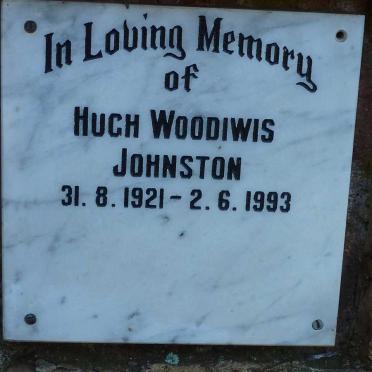 In Loving Memory
of
HUGH WOODIWIS
JOHNSTON
31. 8. 1921 - 2. 6. 1993